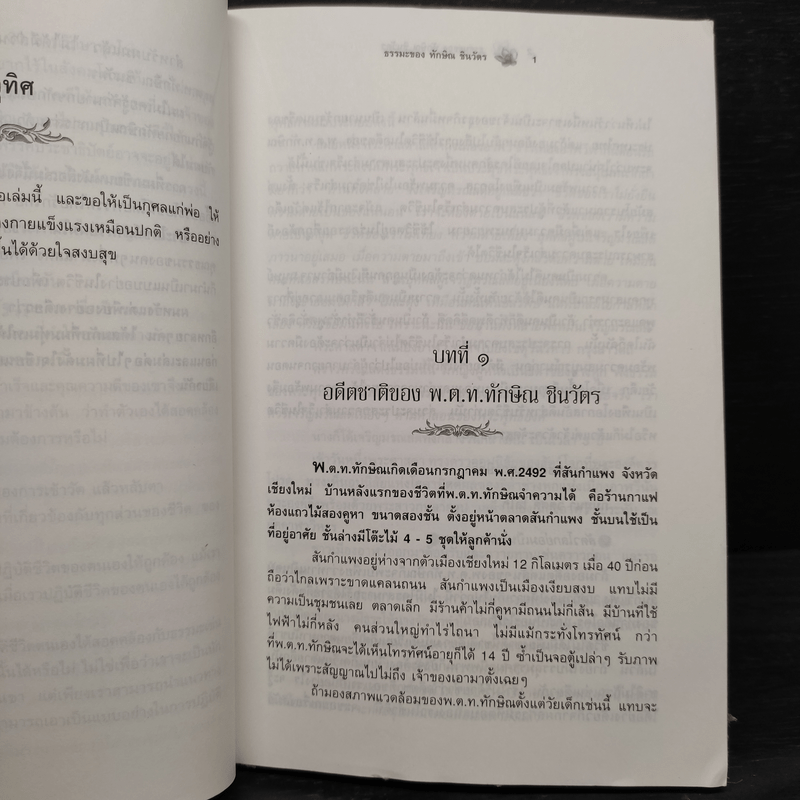 ทิศ
เล่มนี้ และขอให้เป็นกุศลแก่พ่อ ให้
กายแข็งแรงเหมือนปกติ หรืออย่าง
ได้ด้วยใจสงบสุข
ธรรมะของ ทักษิณ ชินวัตร 1
บทที่ ๑
อดีตชาติของ พ.ต.ท.ทักษิณ ชินวัตร
พ.ต.ท.ทักษิณเกิดเดือนกรกฎาคม พ.ศ.2492 ที่สันกำแพง จังหวัด
เชียงใหม่ บ้านหลังแรกของชีวิตที่พ.ต.ท.ทักษิณจำความได้ คือร้านกาแฟ
ห้องแถวไม้สองคูหา ขนาดสองชั้น ตั้งอยู่หน้าตลาดสันกำแพง ชั้นบนใช้เป็น
ที่อยู่อาศัย ชั้นล่างมีโต๊ะไม้ 4 - 5 ชุดให้ลูกค้านั่ง
สันกำแพงอยู่ห่างจากตัวเมืองเชียงใหม่ 12 กิโลเมตร เมื่อ 40 ปีก่อน
ถือว่าไกลเพราะขาดแคลนถนน สันกำแพงเป็นเมืองเงียบสงบ แทบไม่มี
ความเป็นชุมชนเลย ตลาดเล็ก มีร้านค้าไม่กี่คูหามีถนนไม่กี่เส้น มีบ้านที่ใช้
ไฟฟ้าไม่กี่หลัง คนส่วนใหญ่ทำไร่ไถนา ไม่มีแม้กระทั่งโทรทัศน์ กว่า
ที่พ.ต.ท.ทักษิณจะได้เห็นโทรทัศน์อายุก็ได้ 14 ปี ซ้ำเป็นจอตู้เปล่าๆ รับภาพ
ไม่ได้เพราะสัญญาณไปไม่ถึง เจ้าของเอามาตั้งเฉยๆ
ถ้ามองสภาพแวดล้อมของพ.ต.ท.ทักษิณตั้งแต่วัยเด็กเช่นนี้ แทบจะ